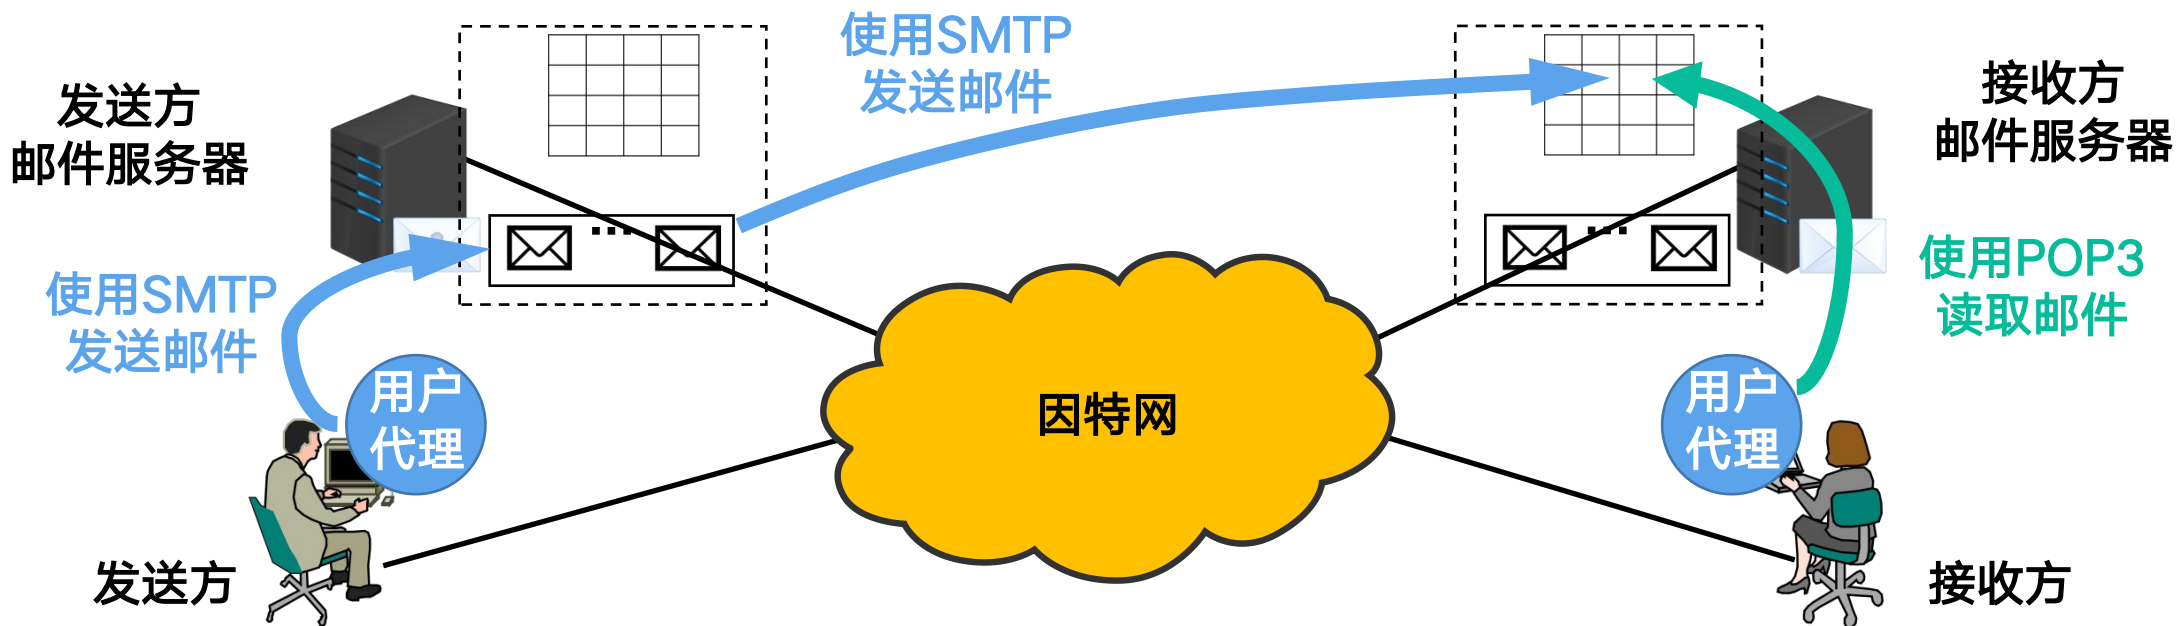 使用SMTP
发送邮件
发送方
邮件服务器
接收方
邮件服务器
使用SMTP
发送邮件
使用POP3
读取邮件
用户
代理
因特网
用户
代理
发送方
接收方